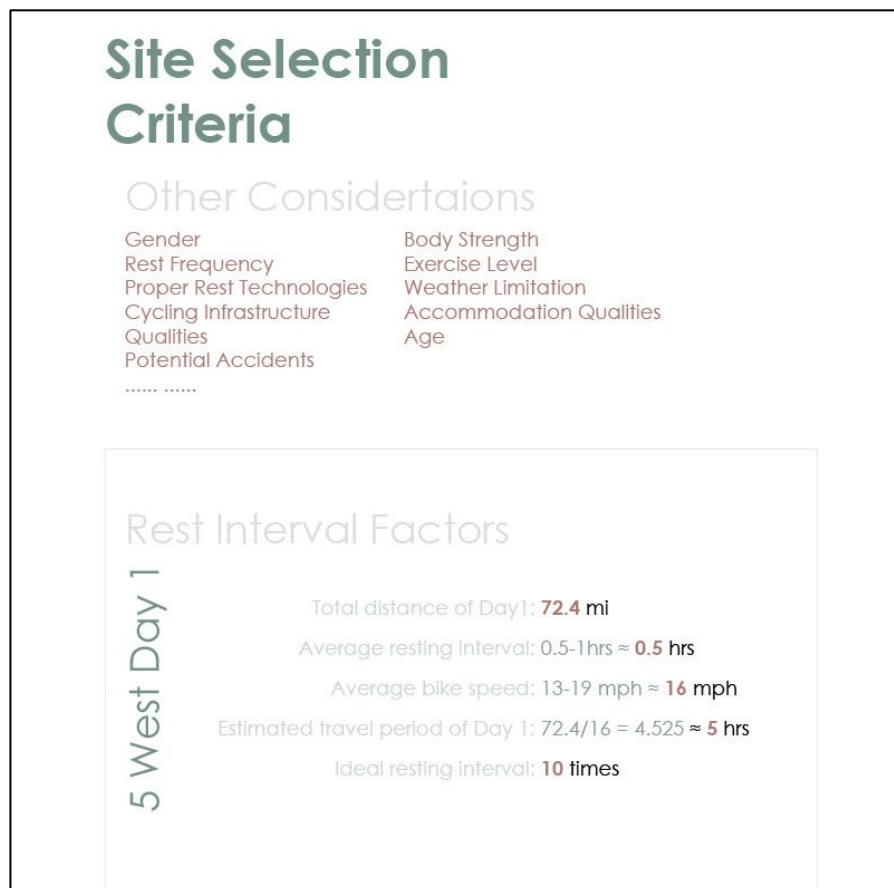 Site Selection
Criteria
Other Considertaions
Gender
Rest Frequency
Proper Rest Technologies
Cycling Infrastructure
Qualities
Potential Accidents
...... ......
Body Strength
Exercise Level
Weather Limitation
Accommodation Qualities
Age
Rest Interval Factors
5 West Day 1
Total distance of Day1: 72.4 mi
Average resting interval: 0.5-1hrs ≈ 0.5 hrs
Average bike speed: 13-19 mph ≈ 16 mph
Estimated travel period of Day 1: 72.4/16 = 4.525 ≈ 5 hrs
Ideal resting interval: 10 times